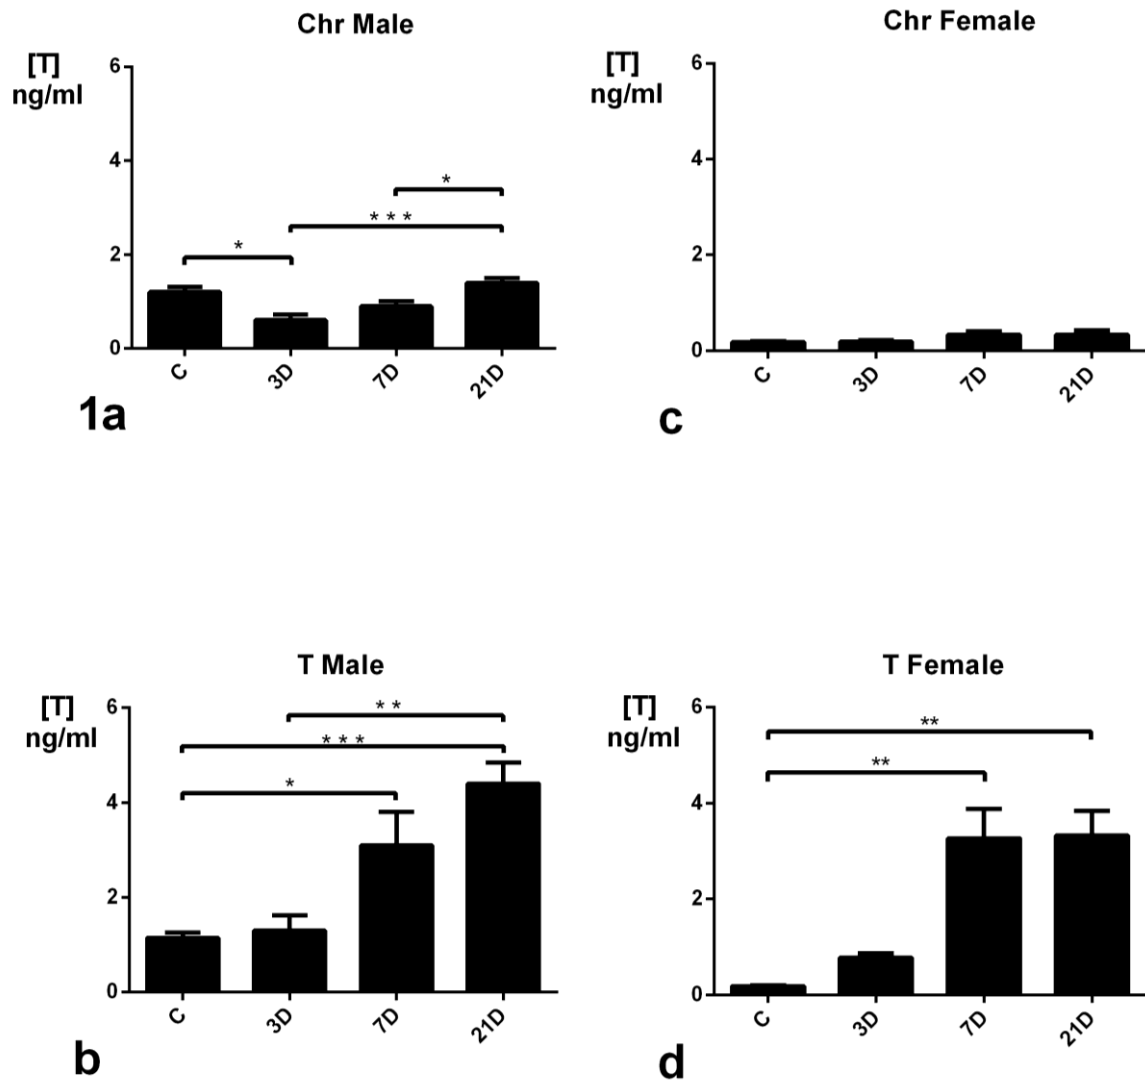 Chr Male
[T]
ng/ml
6
4
2
0
*
* * *
*
C
3D
7D
21D
1a
Chr Female
[T]
ng/ml
6
4
2
0
C
3D
7D
21D
c
T Male
[T]
ng/ml
6
4
2
0
* *
* * *
*
C
3D
7D
21D
b
T Female
[T]
ng/ml
6
4
2
0
**
**
C
3D
7D
21D
d